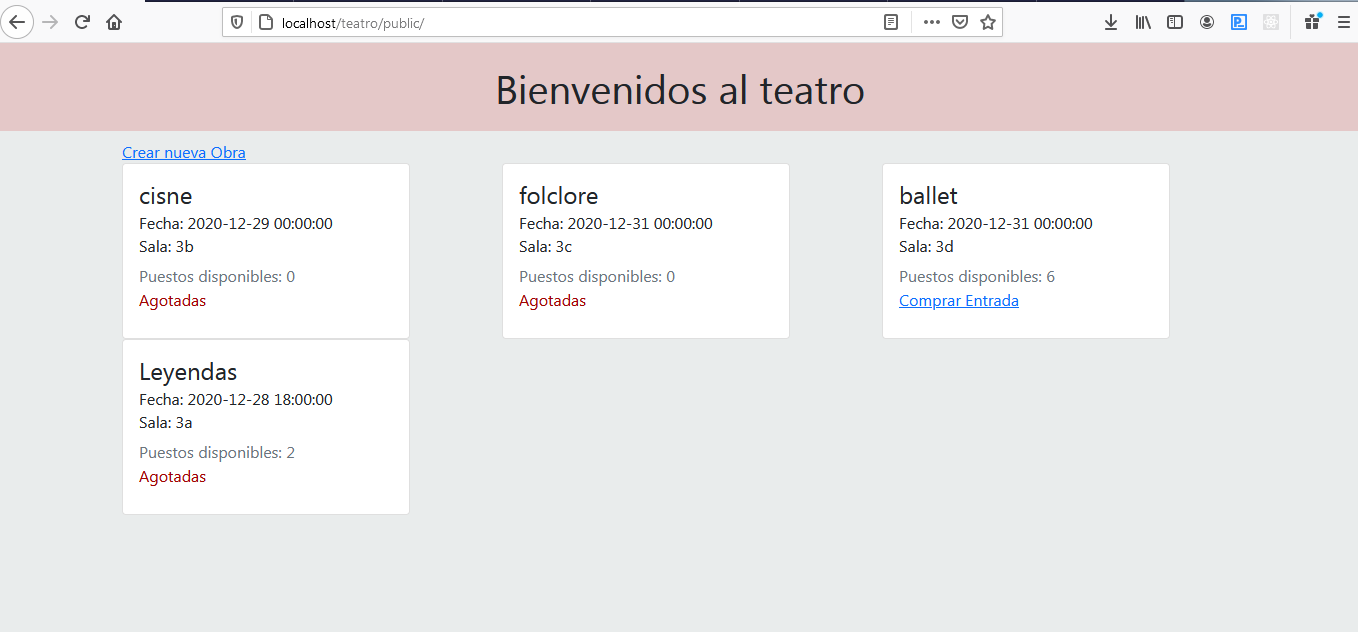 localhost/teatro/public/
Bienvenidos al teatro
Crear nueva Obra
cisne
Fecha: 2020-12-29 00:00:00
Sala: 3b
Puestos disponibles: 0
Agotadas
folclore
Fecha: 2020-12-31 00:00:00
Sala: 3c
Puestos disponibles: 0
Agotadas
ballet
Fecha: 2020-12-31 00:00:00
Sala: 3d
Puestos disponibles: 6
Comprar Entrada
Leyendas
Fecha: 2020-12-28 18:00:00
Sala: 3a
Puestos disponibles: 2
Agotadas